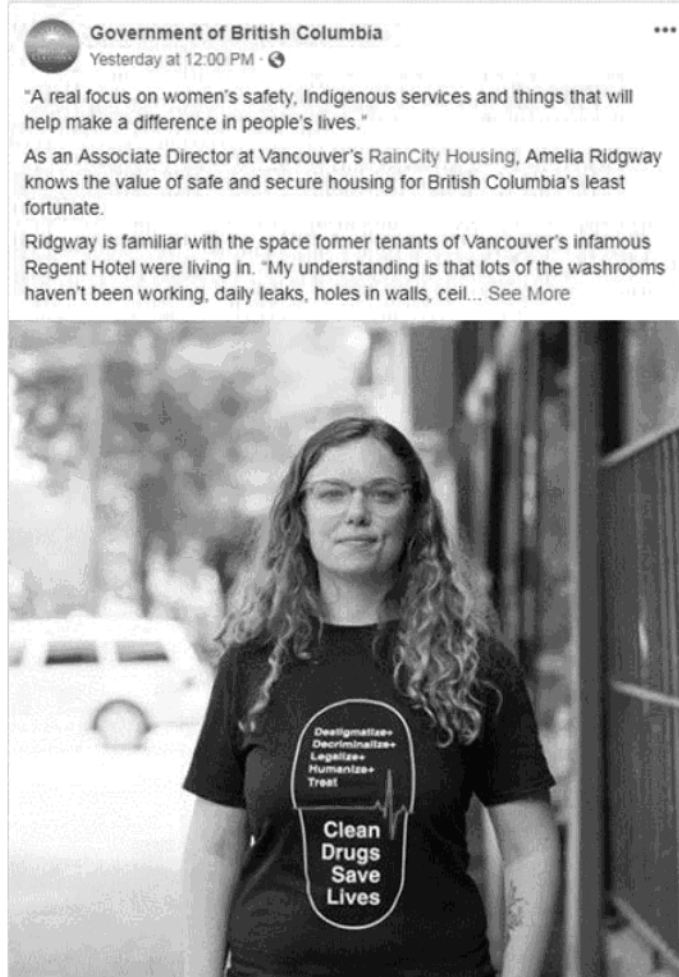 Government of British Columbia
Yesterday at 12:00 PM ·
“A real focus on women's safety, Indigenous services and things that will
help make a difference in people's lives.”
As an Associate Director at Vancouver's RainCity Housing, Amelia Ridgway
knows the value of safe and secure housing for British Columbia's least
fortunate.
Ridgway is familiar with the space former tenants of Vancouver's infamous
Regent Hotel were living in. “My understanding is that lots of the washrooms
haven't been working, daily leaks, holes in walls, ceil... See More
Destigmatize+
Decriminalize+
Legalize+
Humanize+
Treat
Clean
Drugs
Save
Lives